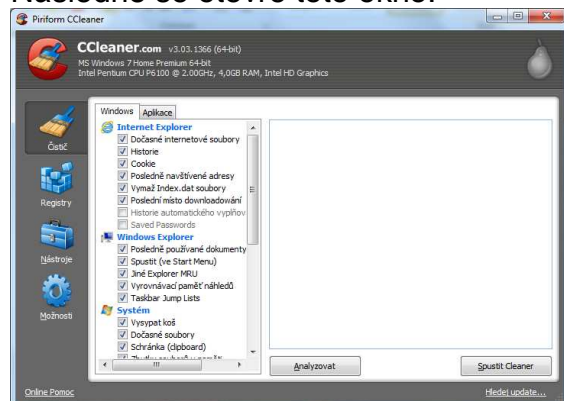 Následně se otevře toto okno:
Piriform CCleaner
CCleaner.com v3.03.1366 (64-bit)
MS Windows 7 Home Premium 64-bit
Intel Pentium CPU P6100 @ 2.00GHz, 4,0GB RAM, Intel HD Graphics
Čistič
Registry
Nástroje
Možnosti
Windows Aplikace
Internet Explorer
Dočasné internetové soubory
Historie
Cookie
Posledně navštívené adresy
Vymaž Index.dat soubory
Poslední místo downloadování
Historie automatického vyplňov
Saved Passwords
Windows Explorer
Posledně používané dokumenty
Spustit (ve Start Menu)
Jiné Explorer MRU
Vyrovnávací paměť náhledů
Taskbar Jump Lists
Systém
Vysypat koš
Dočasné soubory
Schránka (clipboard)
Analyzovat
Spustit Cleaner
Online Pomoc
Hledej update...